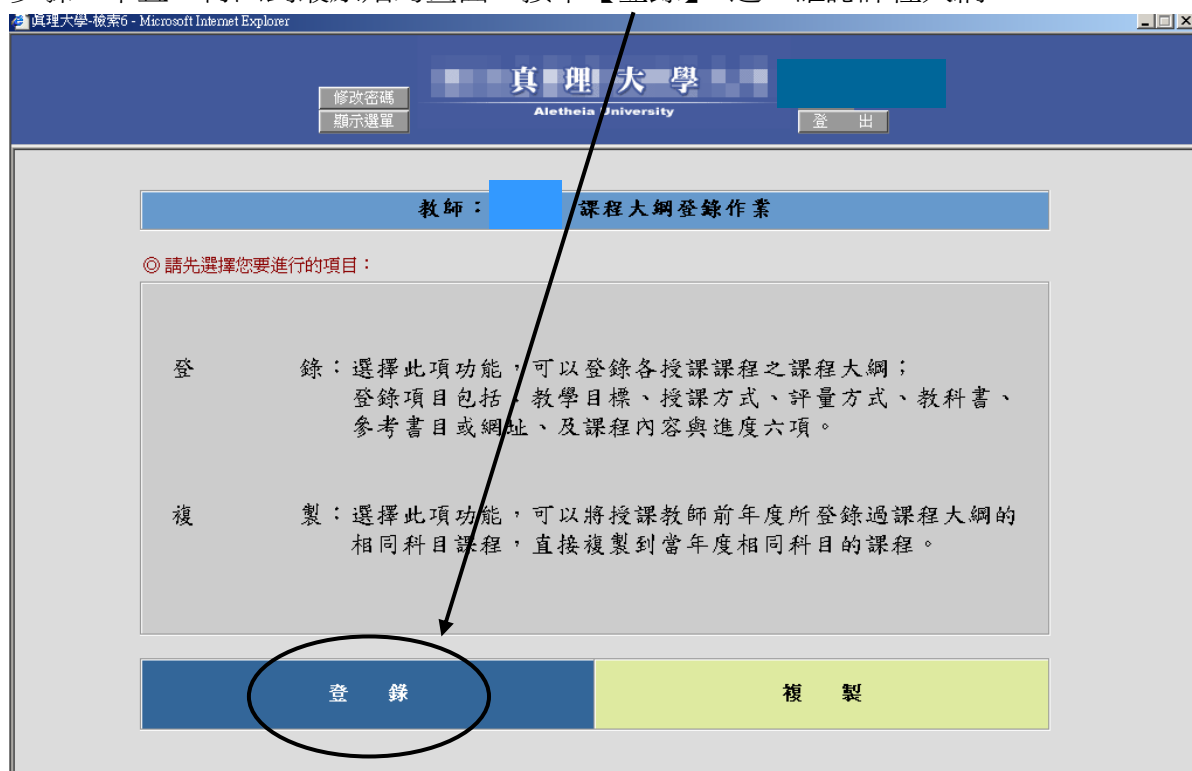 真理大學-檢索6 - Microsoft Internet Explorer
真理大學
Aletheia University
修改密碼
顯示選單
登 出
教師： 課程大綱登錄作業
◎ 請先選擇您要進行的項目：
登 錄：選擇此項功能，可以登錄各授課課程之課程大綱；
登錄項目包括：教學目標、授課方式、評量方式、教科書、
參考書目或網址、及課程內容與進度六項。
複 製：選擇此項功能，可以將授課教師前年度所登錄過課程大綱的
相同科目課程，直接複製到當年度相同科目的課程。
登 錄
複 製